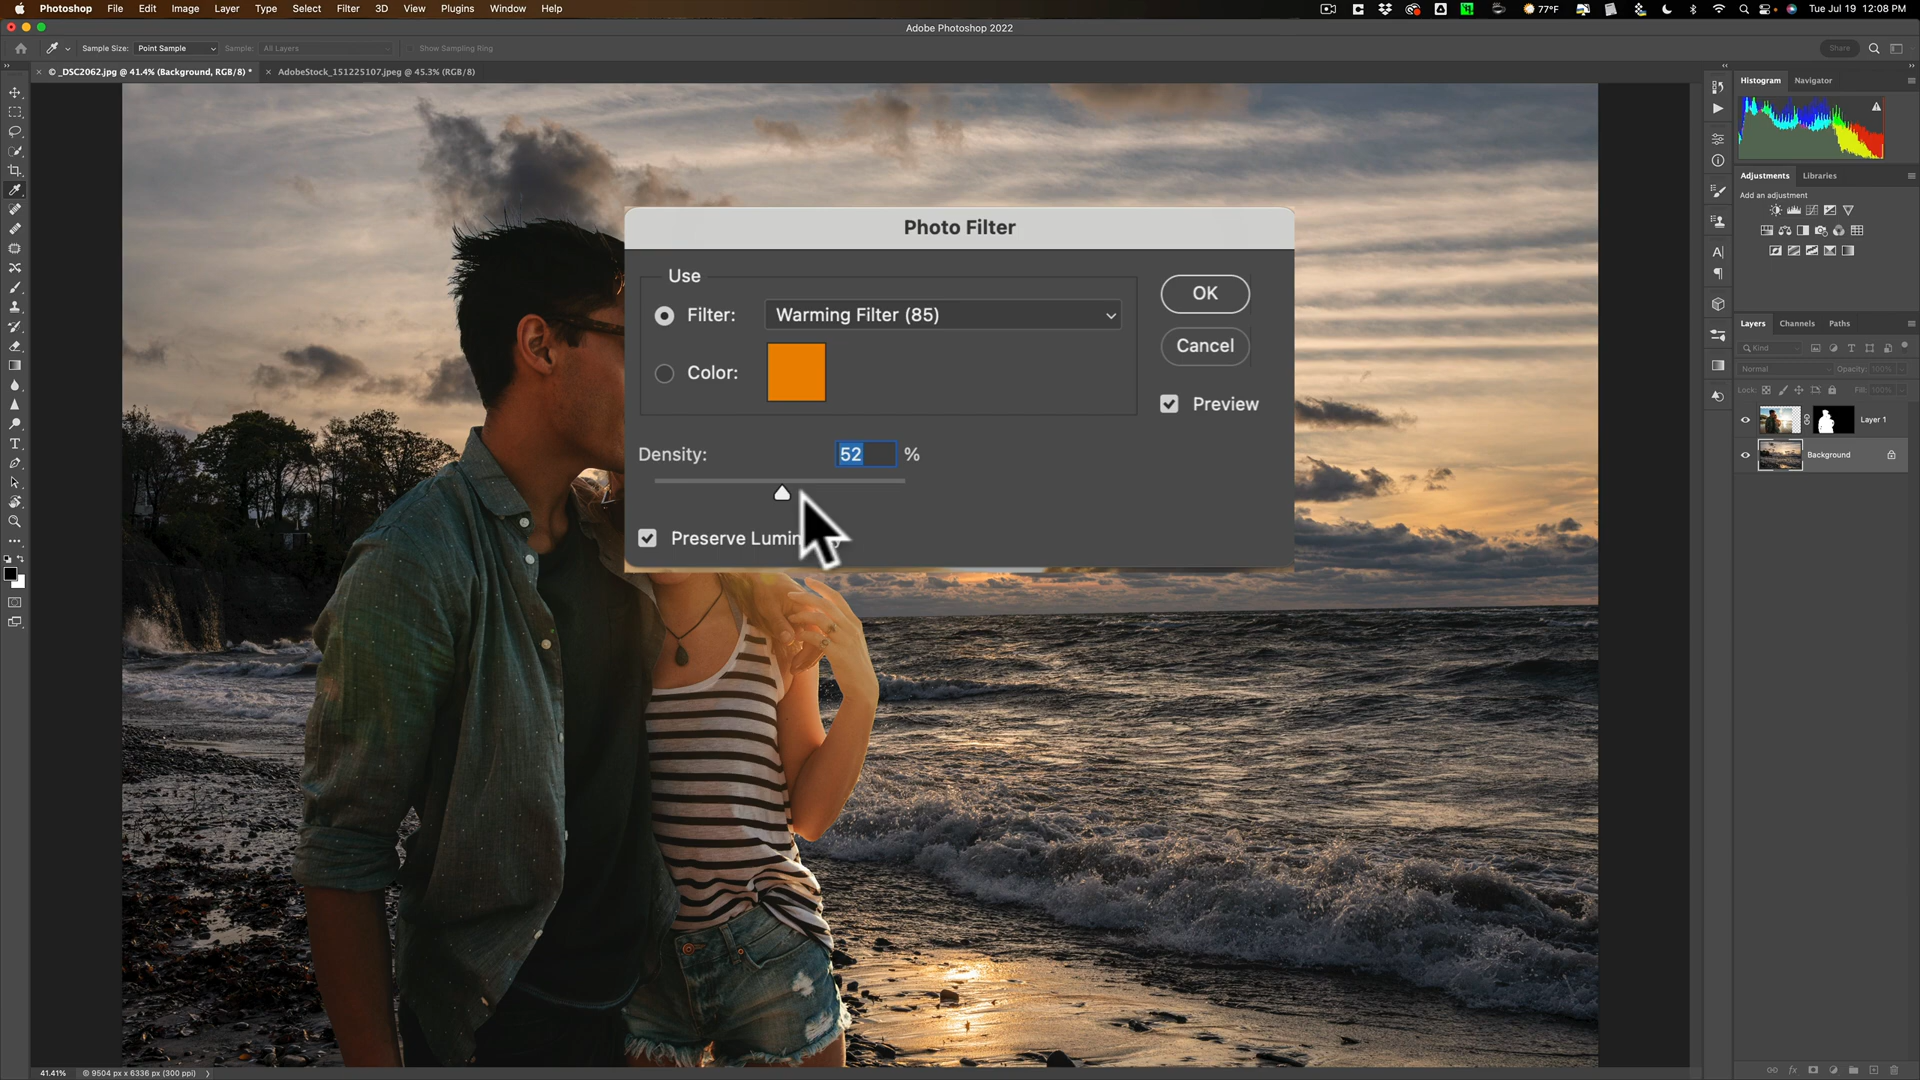 Photoshop File Edit Image Layer Type Select Filter 3D View Plugins Window Help 77°F Tue Jul 19 12:08 PM
Adobe Photoshop 2022
Sample Size: Point Sample Sample: All Layers Show Sampling Ring Share
© _DSC2062.jpg @ 41.4% (Background, RGB/8) * AdobeStock_151225107.jpeg @ 45.3% (RGB/8)
Histogram Navigator
Adjustments Libraries
Add an adjustment
Photo Filter
Use
Filter: Warming Filter (85)
Color:
OK
Cancel
Preview
Density: 52 %
Preserve Lumin
Layers Channels Paths
Kind
Normal Opacity: 100%
Lock: Fill: 100%
Layer 1
Background
41.41% 9504 px x 6336 px (300 ppi)